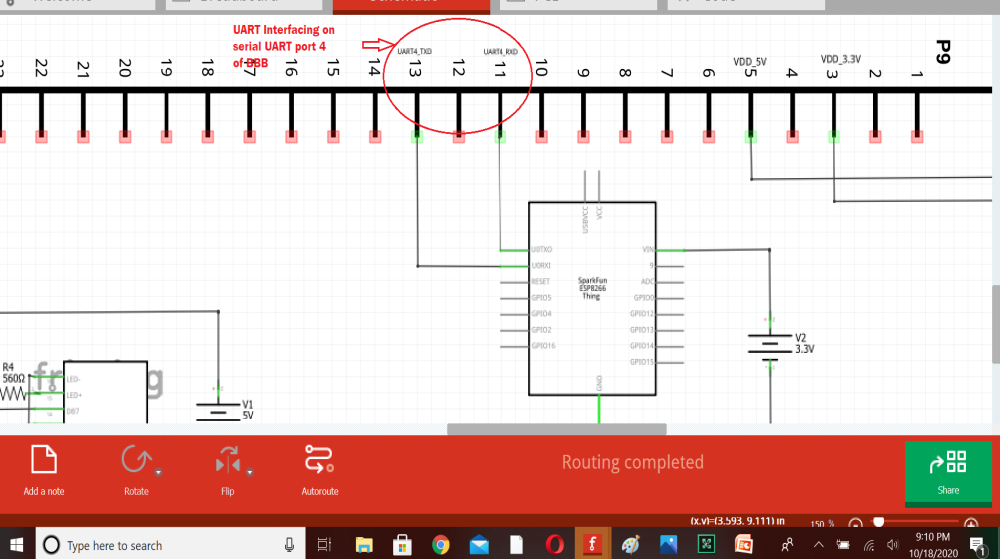 UART Interfacing on
serial UART port 4
of BBB
UART4_TXD
UART4_RXD
VDD_5V
VDD_3.3V
P9
22 21 20 19 18 17 16 15 14 13 12 11 10 9 8 7 6 5 4 3 2 1
USBVCC
VCC
U0TXO
U0RXI
RESET
GPIO5
GPIO4
GPIO2
GPIO16
SparkFun
ESP8266
Thing
VIN
9
ADC
GPIO0
GPIO12
GPIO13
GPIO14
GPIO15
GND
V2
3.3V
R4
560Ω
LED-
LED+
DB7
V1
5V
Add a note
Rotate
Flip
Autoroute
Routing completed
Share
(x,y)=(3.593, 9.111) in
150 %
Type here to search
9:10 PM
10/18/2020
1